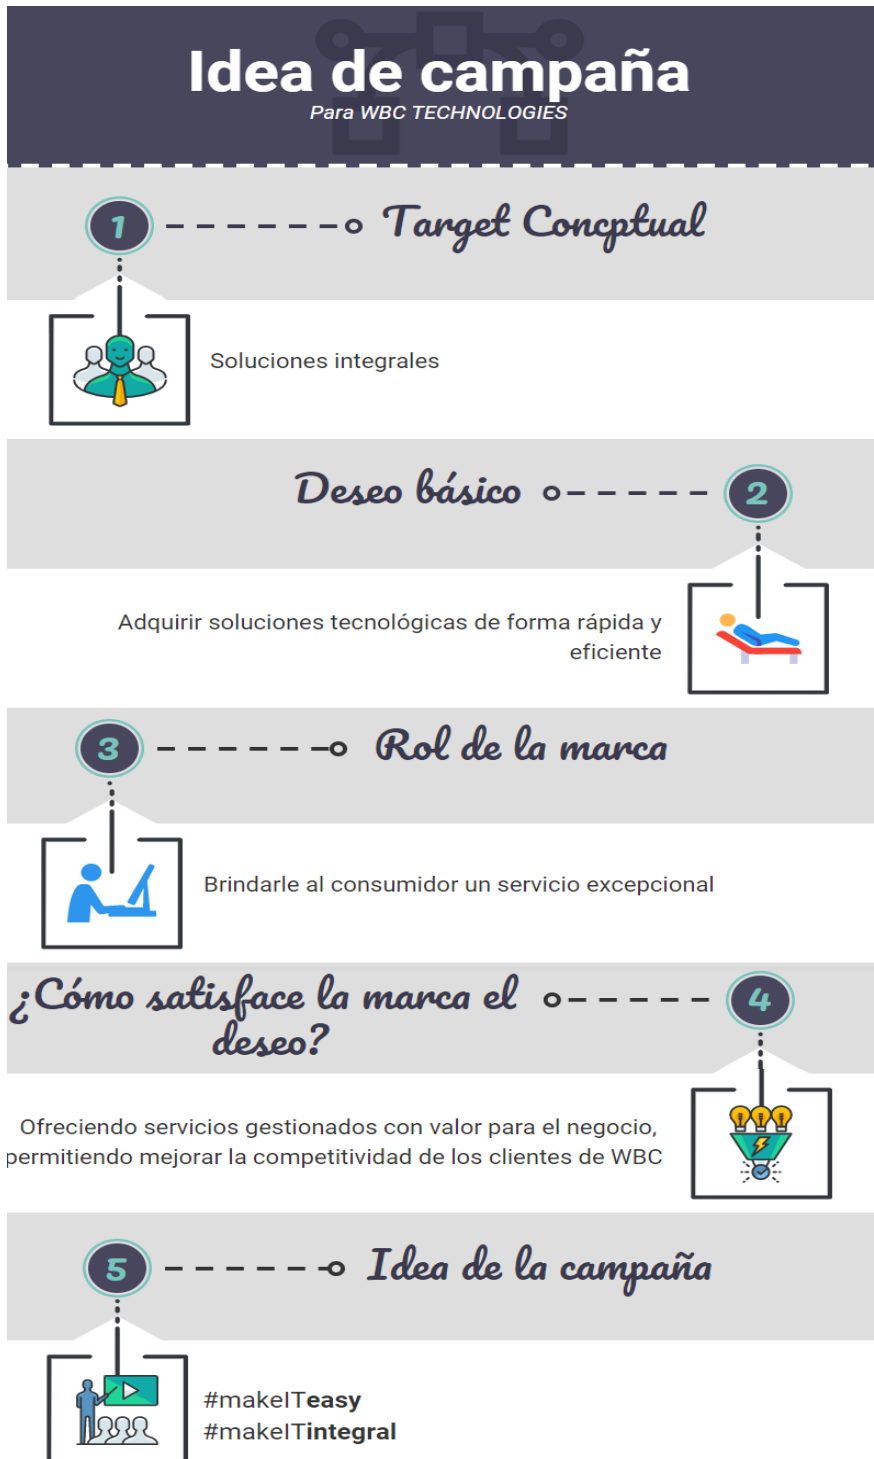 Idea de campaña
Para WBC TECHNOLOGIES
1
Target Concptual
Soluciones integrales
Deseo básico
2
Adquirir soluciones tecnológicas de forma rápida y
eficiente
3
Rol de la marca
Brindarle al consumidor un servicio excepcional
¿Cómo satisface la marca el
deseo?
4
Ofreciendo servicios gestionados con valor para el negocio,
permitiendo mejorar la competitividad de los clientes de WBC
5
Idea de la campaña
#makeITeasy
#makeITintegral